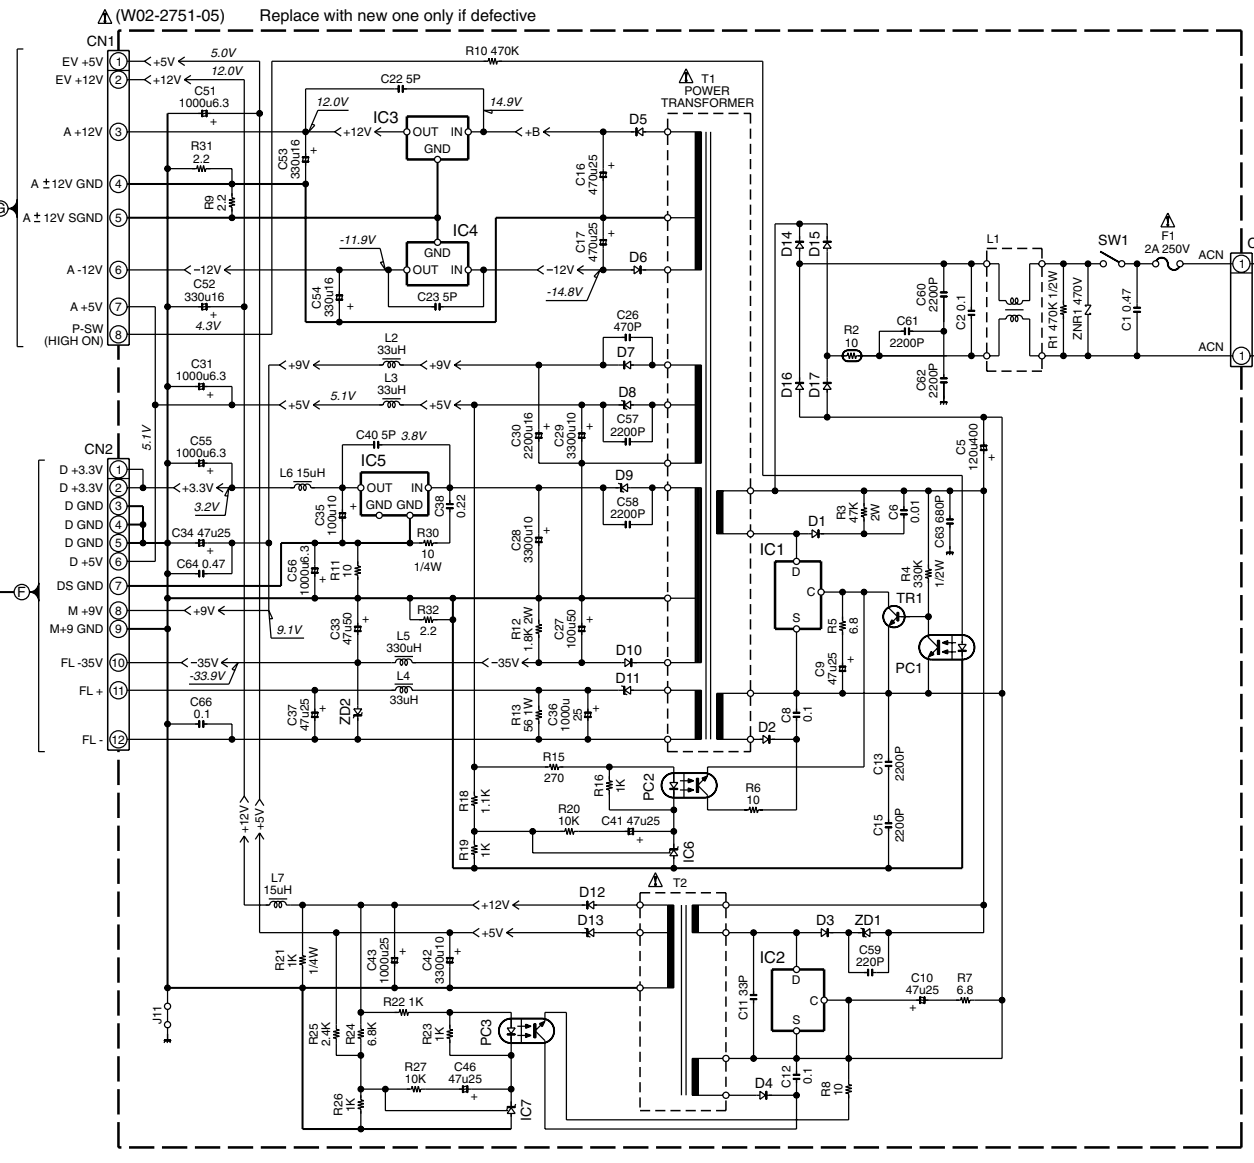 ⚠ (W02-2751-05) Replace with new one only if defective
CN1
EV +5V 1 +5V 5.0V
EV +12V 2 +12V 12.0V
C51
1000u6.3
+
A +12V 3
R31
2.2
A ±12V GND 4
R9 2.2
A ±12V SGND 5
A -12V 6 −12V
C52
330u16
+
A +5V 7
4.3V
P-SW
(HIGH ON) 8
G
R10 470K
C22 5P
12.0V
14.9V
IC3
+12V OUT IN +B
GND
C53
330u16
+
-11.9V
IC4
GND
OUT IN
−12V
-14.8V
C54
330u16
+
C23 5P
C16
470u25
+
C17
470u25
+
D5
D6
⚠ T1
POWER
TRANSFORMER
C31
1000u6.3
+
5.1V
+9V
L2
33uH
+9V
+5V 5.1V
L3
33uH
+5V
C26
470P
D7
D8
C57
2200P
C30
2200u16
+
C29
3300u10
+
CN2
D +3.3V 1
D +3.3V 2 +3.3V
3.2V
D GND 3
D GND 4
D GND 5
D +5V 6
DS GND 7
M +9V 8 +9V
9.1V
M+9 GND 9
FL -35V 10 −35V
-33.9V
FL + 11
FL - 12
F
C55
1000u6.3
+
C34 47u25
+
C64 0.47
C66
0.1
L6 15uH
C40 5P 3.8V
IC5
OUT IN
GND GND
C35
100u10
+
C38
0.22
R30
10
1/4W
C56
1000u6.3
+
R11
10
R32
2.2
C33
47u50
+
L5
330uH
−35V
L4
33uH
C37
47u25
+
ZD2
D9
C58
2200P
C28
3300u10
+
R12
1.8K 2W
C27
100u50
+
D10
D11
R13
56 1W
C36
1000u
25
+
D14 D15
D16 D17
R2
10
C61
2200P
C60
2200P
C62
2200P
C2 0.1
L1
R1 470K 1/2W
ZNR1 470V
SW1
C1 0.47
⚠
F1
2A 250V
ACN 1
ACN 1
C5
120u400
+
R3
47K
2W
C6
0.01
C63 680P
R4
330K
1/2W
D1
IC1
D
C
S
R5
6.8
C9
47u25
+
TR1
PC1
C8
0.1
D2
C13
2200P
C15
2200P
R15
270
R16
1K
PC2
R6
10
R18
1.1K
R20
10K
C41 47u25
+
R19
1K
IC6
+12V
+5V
L7
15uH
D12
+12V
D13
+5V
⚠ T2
R21
1K
1/4W
C43
1000u25
+
C42
3300u10
+
J11
R25
2.4K
R24
6.8K
R22 1K
R23
1K
PC3
R27
10K
C46
47u25
+
R26
1K
IC7
D3 ZD1
C59
220P
IC2
D
C
S
C11 33P
C10
47u25
+
R7
6.8
C12
0.1
D4
R8
10